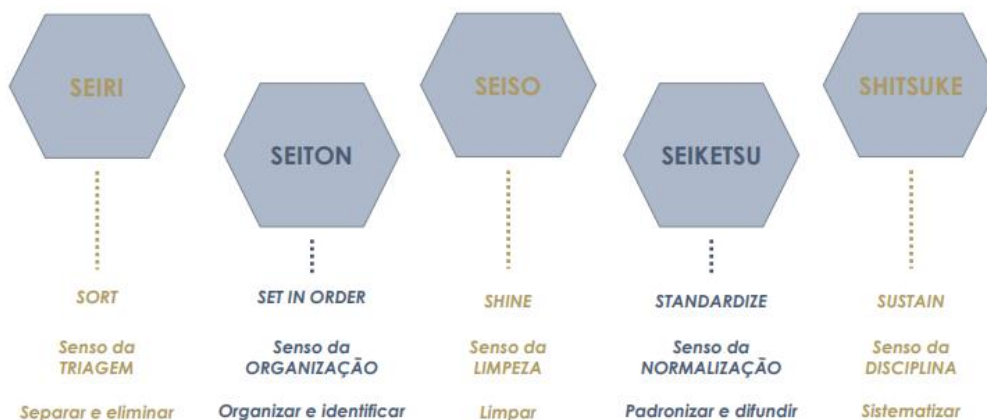 SEIRI
SEITON
SEISO
SEIKETSU
SHITSUKE
SORT
SET IN ORDER
SHINE
STANDARDIZE
SUSTAIN
Senso da
TRIAGEM
Senso da
ORGANIZAÇÃO
Senso da
LIMPEZA
Senso da
NORMALIZAÇÃO
Senso da
DISCIPLINA
Separar e eliminar
Organizar e identificar
Limpar
Padronizar e difundir
Sistematizar